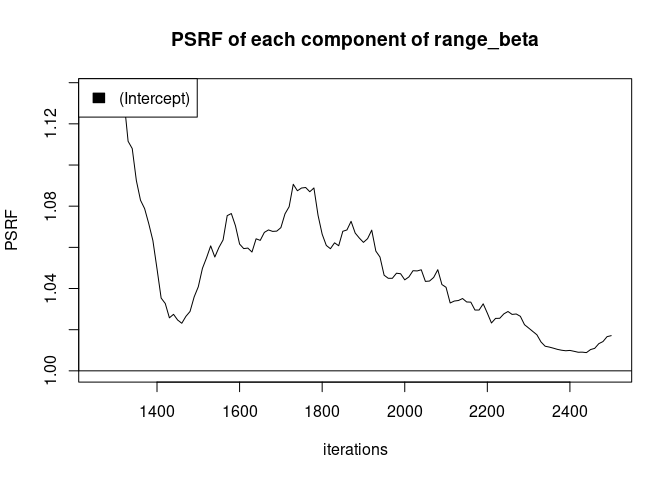 PSRF of each component of range_beta
(Intercept)
PSRF
1.12
1.08
1.04
1.00
1400 1600 1800 2000 2200 2400
iterations